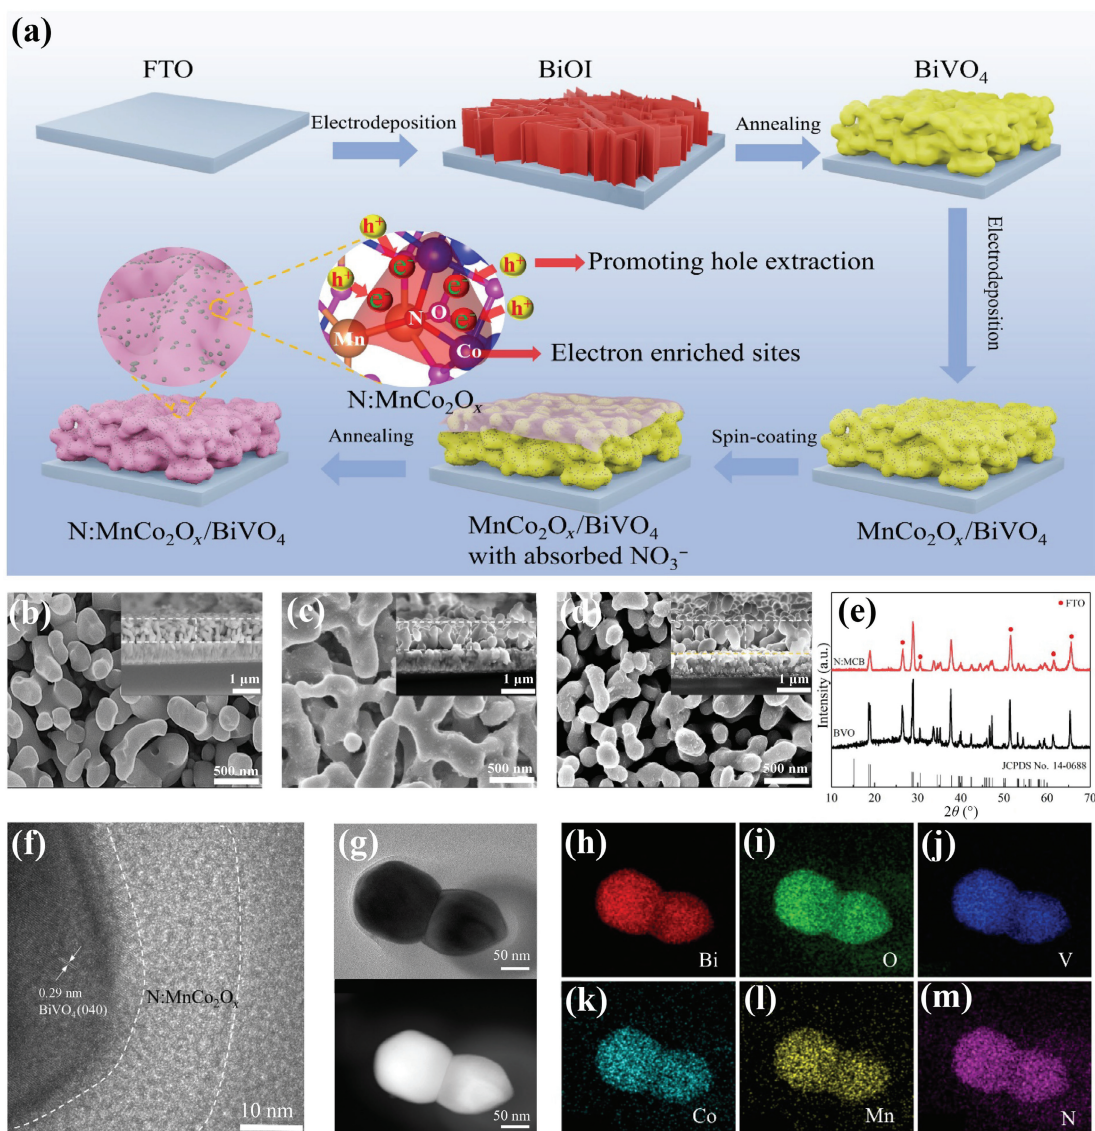 (a)
FTO
BiOI
BiVO₄
Electrodeposition
Annealing
Electrodeposition
h⁺
h⁺
h⁺
h⁺
e⁻
e⁻
e⁻
e⁻
N
O
Mn
Co
Promoting hole extraction
Electron enriched sites
N:MnCo₂Oₓ
Annealing
Spin-coating
N:MnCo₂Oₓ/BiVO₄
MnCo₂Oₓ/BiVO₄
with absorbed NO₃⁻
MnCo₂Oₓ/BiVO₄
(b)
1 μm
500 nm
(c)
1 μm
500 nm
(d)
1 μm
500 nm
(e)
FTO
N:MCB
BVO
JCPDS No. 14-0688
Intensity (a.u.)
10 20 30 40 50 60 70
2θ (°)
(f)
0.29 nm
BiVO₄(040)
N:MnCo₂Oₓ
10 nm
(g)
50 nm
50 nm
(h)
Bi
(i)
O
(j)
V
(k)
Co
(l)
Mn
(m)
N